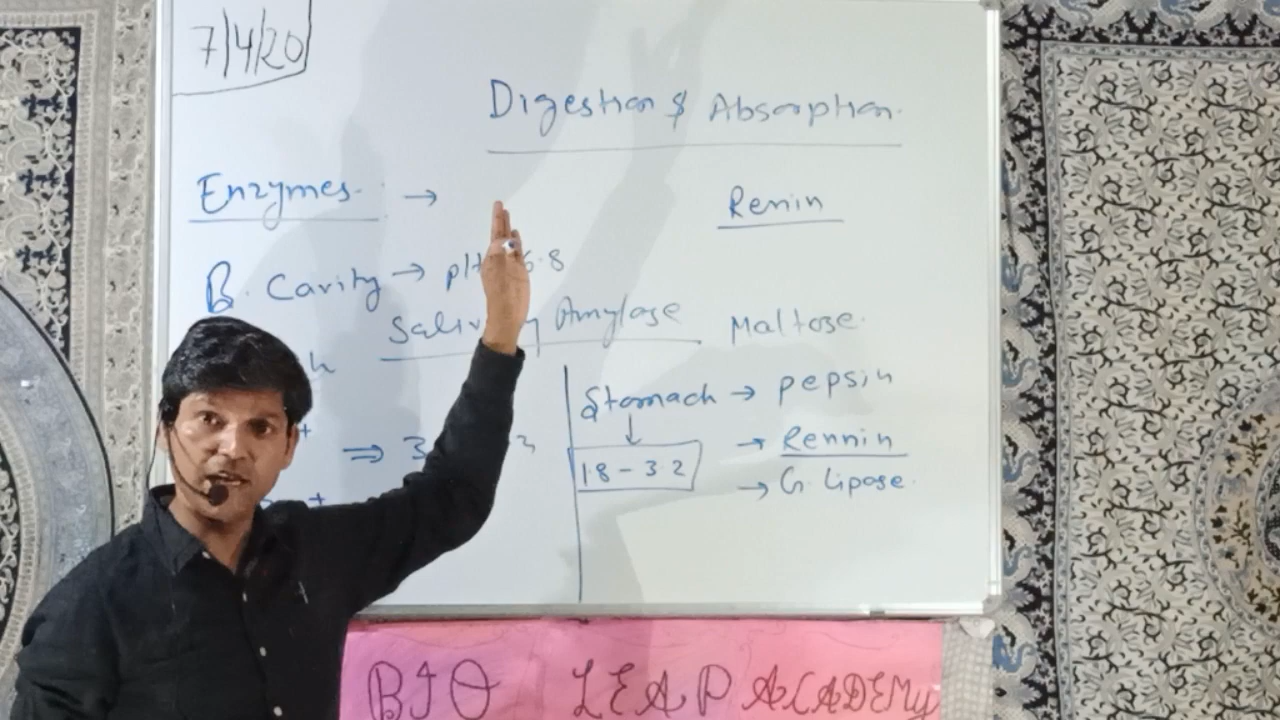 7/4/20
Digestion & Absorption.
Enzymes. →
Renin
B. Cavity → pH 6.8
Amylase
Maltose.
Stomach → pepsin
→ Rennin
1.8 - 3.2
→ G. Lipase.
BIO LEAP ACADEMY